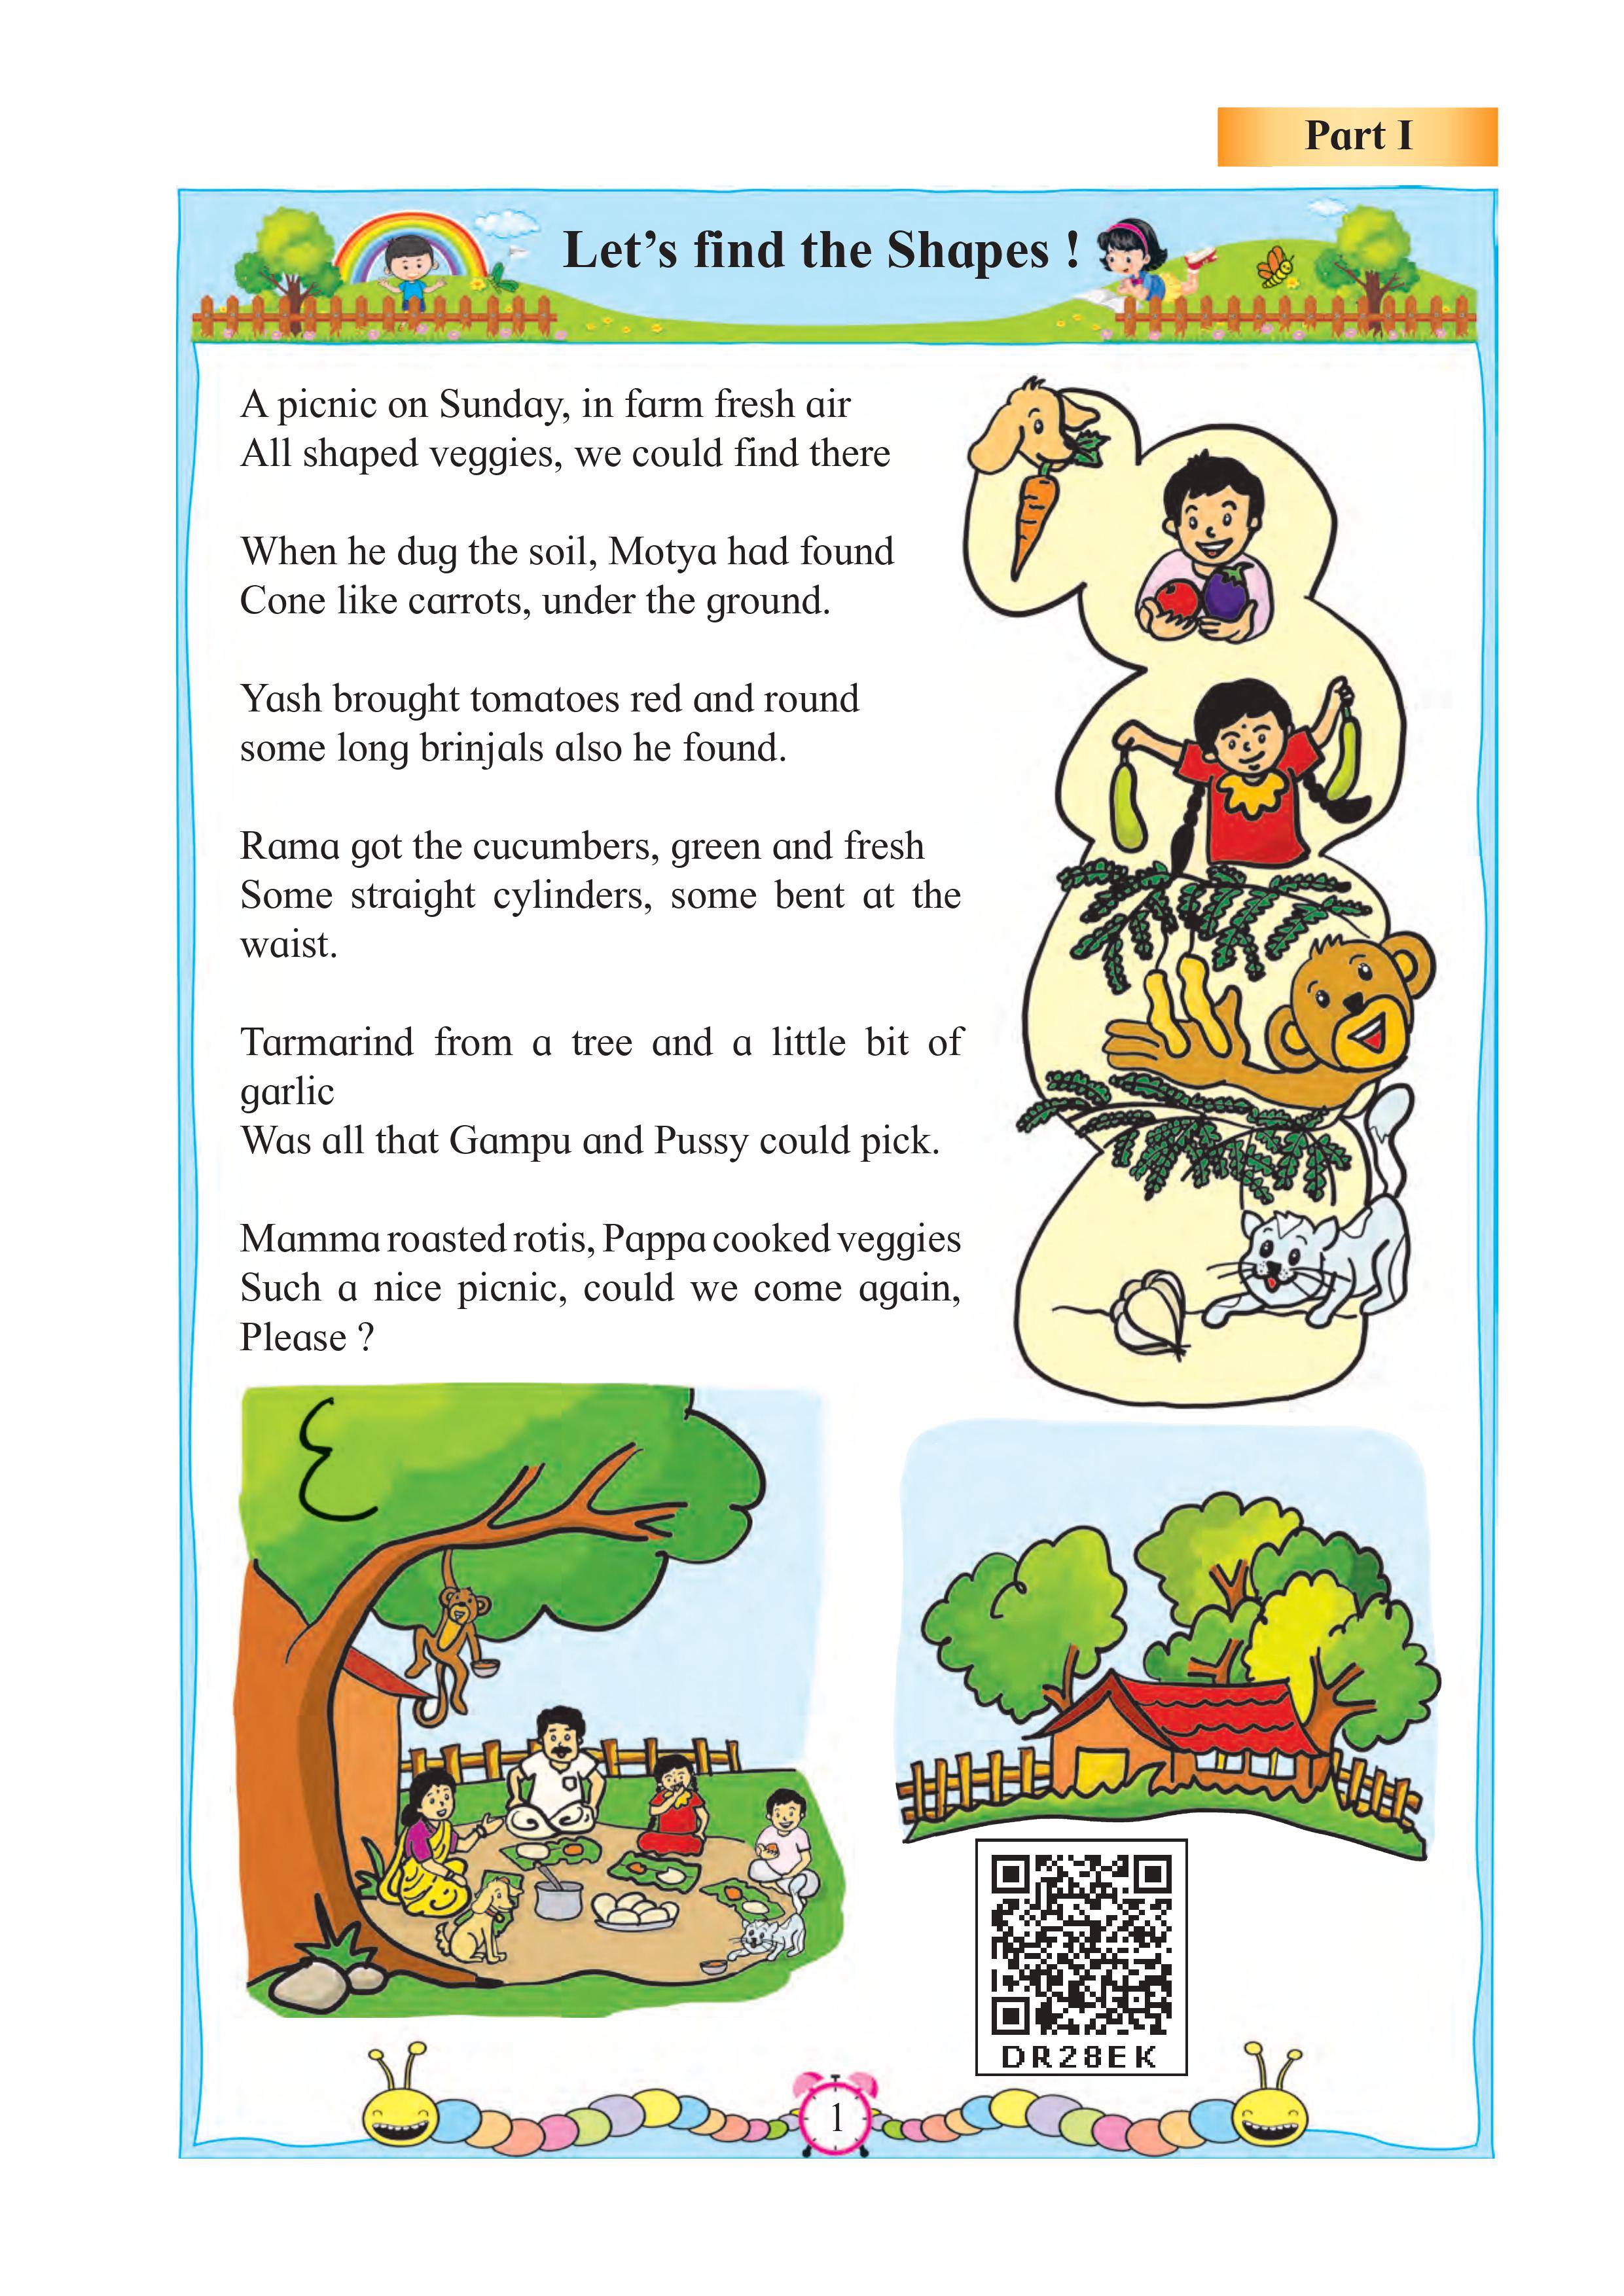 Part I
Let's find the Shapes !
A picnic on Sunday, in farm fresh air
All shaped veggies, we could find there
When he dug the soil, Motya had found
Cone like carrots, under the ground.
Yash brought tomatoes red and round
some long brinjals also he found.
Rama got the cucumbers, green and fresh
Some straight cylinders, some bent at the
waist.
Tarmarind from a tree and a little bit of
garlic
Was all that Gampu and Pussy could pick.
Mamma roasted rotis, Pappa cooked veggies
Such a nice picnic, could we come again,
Please ?
DR28EK
1